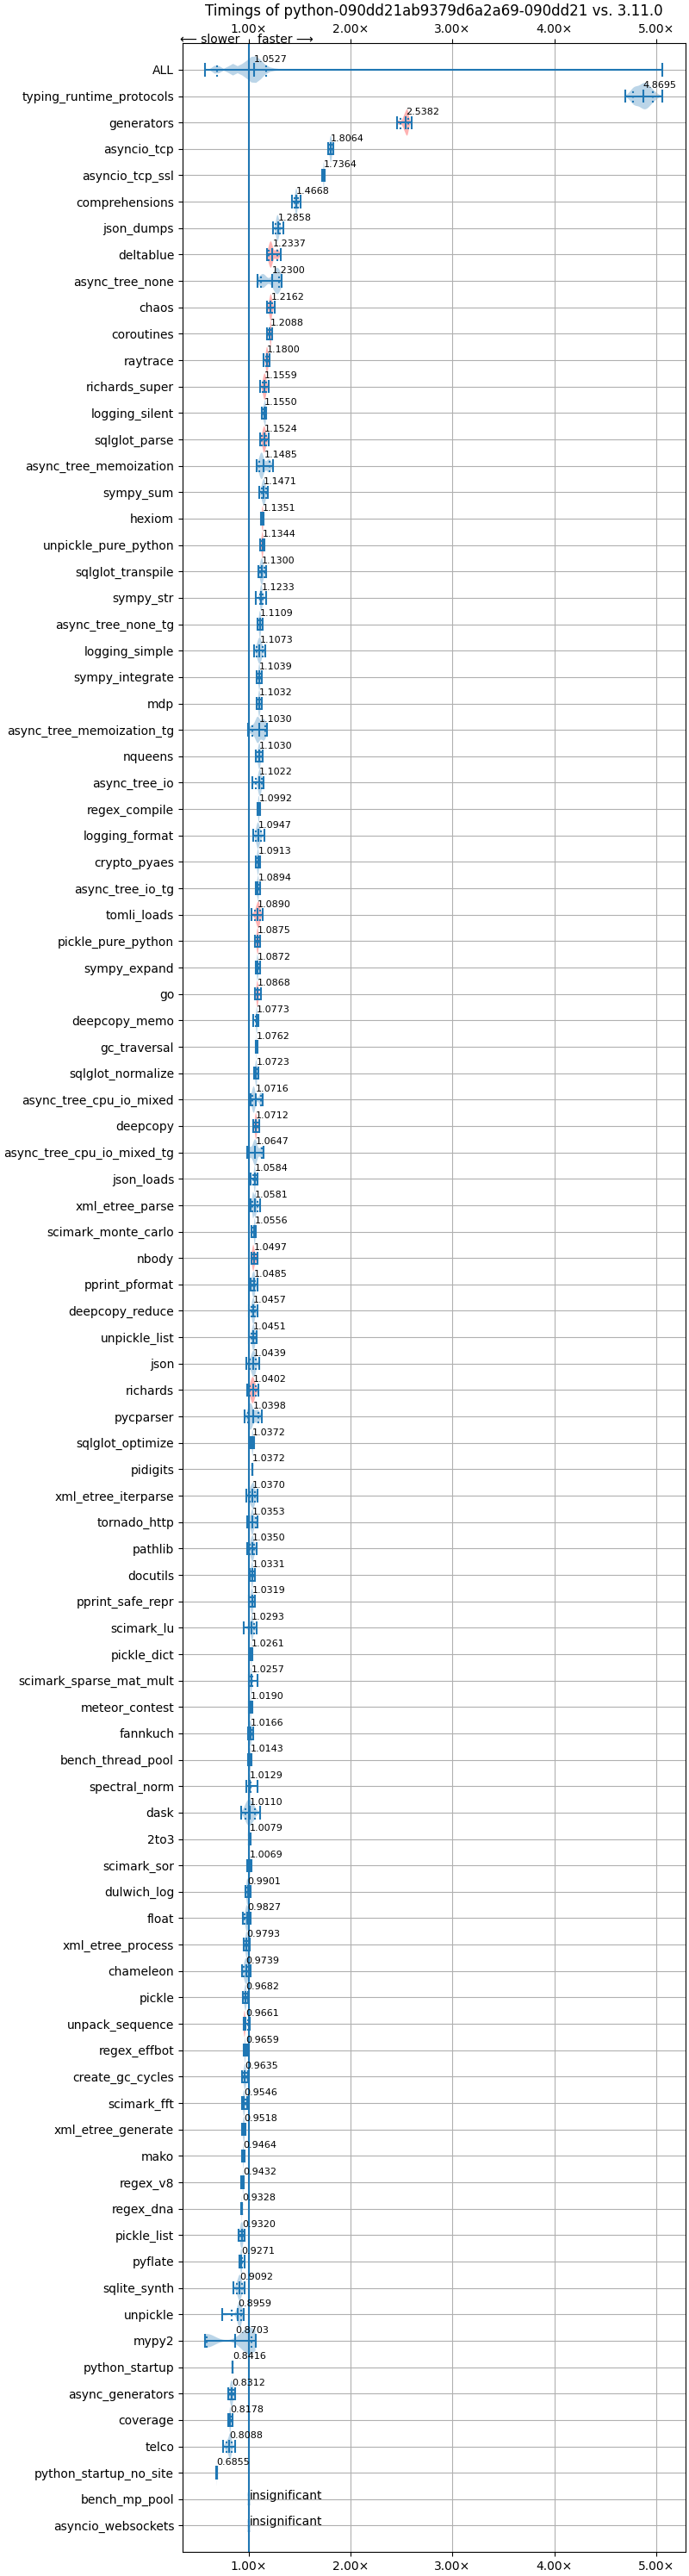 Timings of python-090dd21ab9379d6a2a69-090dd21 vs. 3.11.0
1.00× 2.00× 3.00× 4.00× 5.00×
⟵ slower faster ⟶
ALL 1.0527
typing_runtime_protocols 4.8695
generators 2.5382
asyncio_tcp 1.8064
asyncio_tcp_ssl 1.7364
comprehensions 1.4668
json_dumps 1.2858
deltablue 1.2337
async_tree_none 1.2300
chaos 1.2162
coroutines 1.2088
raytrace 1.1800
richards_super 1.1559
logging_silent 1.1550
sqlglot_parse 1.1524
async_tree_memoization 1.1485
sympy_sum 1.1471
hexiom 1.1351
unpickle_pure_python 1.1344
sqlglot_transpile 1.1300
sympy_str 1.1233
async_tree_none_tg 1.1109
logging_simple 1.1073
sympy_integrate 1.1039
mdp 1.1032
async_tree_memoization_tg 1.1030
nqueens 1.1030
async_tree_io 1.1022
regex_compile 1.0992
logging_format 1.0947
crypto_pyaes 1.0913
async_tree_io_tg 1.0894
tomli_loads 1.0890
pickle_pure_python 1.0875
sympy_expand 1.0872
go 1.0868
deepcopy_memo 1.0773
gc_traversal 1.0762
sqlglot_normalize 1.0723
async_tree_cpu_io_mixed 1.0716
deepcopy 1.0712
async_tree_cpu_io_mixed_tg 1.0647
json_loads 1.0584
xml_etree_parse 1.0581
scimark_monte_carlo 1.0556
nbody 1.0497
pprint_pformat 1.0485
deepcopy_reduce 1.0457
unpickle_list 1.0451
json 1.0439
richards 1.0402
pycparser 1.0398
sqlglot_optimize 1.0372
pidigits 1.0372
xml_etree_iterparse 1.0370
tornado_http 1.0353
pathlib 1.0350
docutils 1.0331
pprint_safe_repr 1.0319
scimark_lu 1.0293
pickle_dict 1.0261
scimark_sparse_mat_mult 1.0257
meteor_contest 1.0190
fannkuch 1.0166
bench_thread_pool 1.0143
spectral_norm 1.0129
dask 1.0110
2to3 1.0079
scimark_sor 1.0069
dulwich_log 0.9901
float 0.9827
xml_etree_process 0.9793
chameleon 0.9739
pickle 0.9682
unpack_sequence 0.9661
regex_effbot 0.9659
create_gc_cycles 0.9635
scimark_fft 0.9546
xml_etree_generate 0.9518
mako 0.9464
regex_v8 0.9432
regex_dna 0.9328
pickle_list 0.9320
pyflate 0.9271
sqlite_synth 0.9092
unpickle 0.8959
mypy2 0.8703
python_startup 0.8416
async_generators 0.8312
coverage 0.8178
telco 0.8088
python_startup_no_site 0.6855
bench_mp_pool insignificant
asyncio_websockets insignificant
1.00× 2.00× 3.00× 4.00× 5.00×